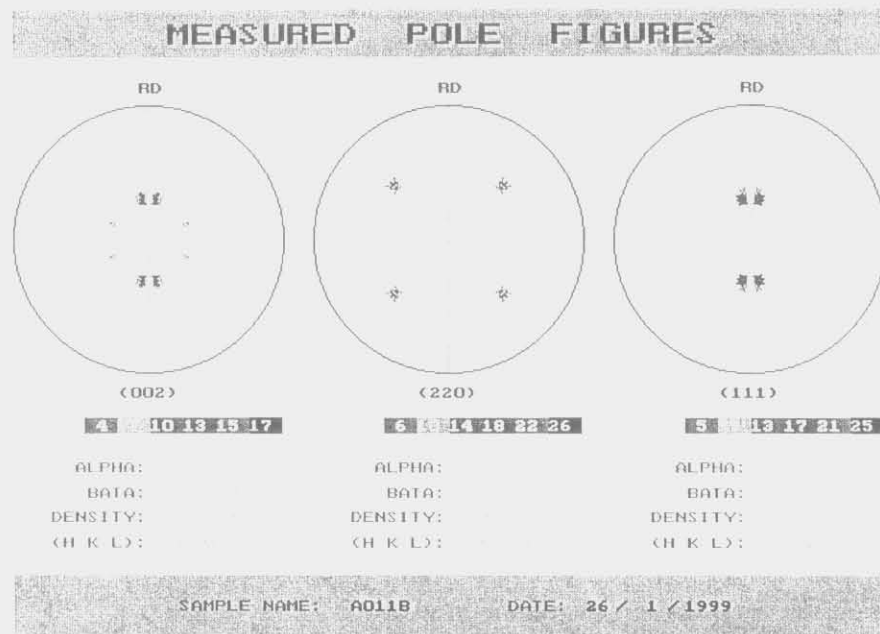 MEASURED POLE FIGURES
RD RD RD
(002) (220) (111)
4 10 13 15 17 6 14 18 22 26 5 13 17 21 25
ALPHA: ALPHA: ALPHA:
BATA: BATA: BATA:
DENSITY: DENSITY: DENSITY:
(H K L): (H K L): (H K L):
SAMPLE NAME: A011B DATE: 26 / 1 / 1999